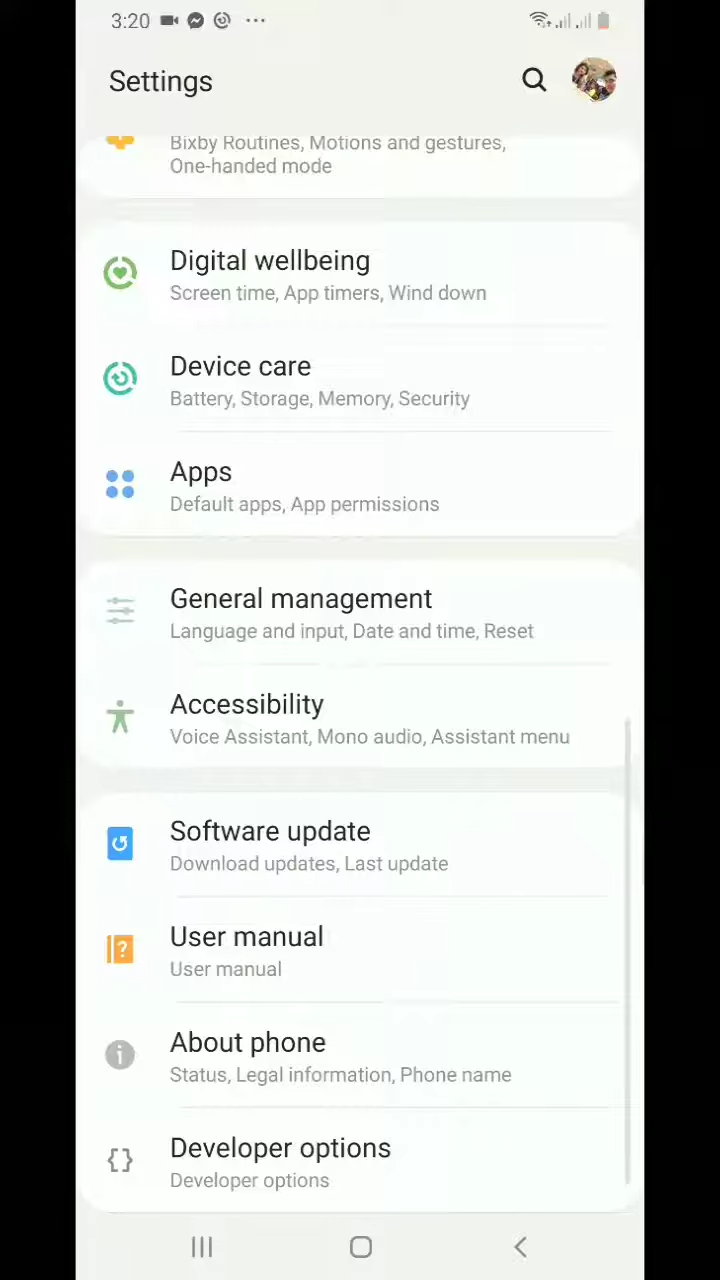 3:20
Settings
Bixby Routines, Motions and gestures,
One-handed mode
Digital wellbeing
Screen time, App timers, Wind down
Device care
Battery, Storage, Memory, Security
Apps
Default apps, App permissions
General management
Language and input, Date and time, Reset
Accessibility
Voice Assistant, Mono audio, Assistant menu
Software update
Download updates, Last update
User manual
User manual
About phone
Status, Legal information, Phone name
Developer options
Developer options